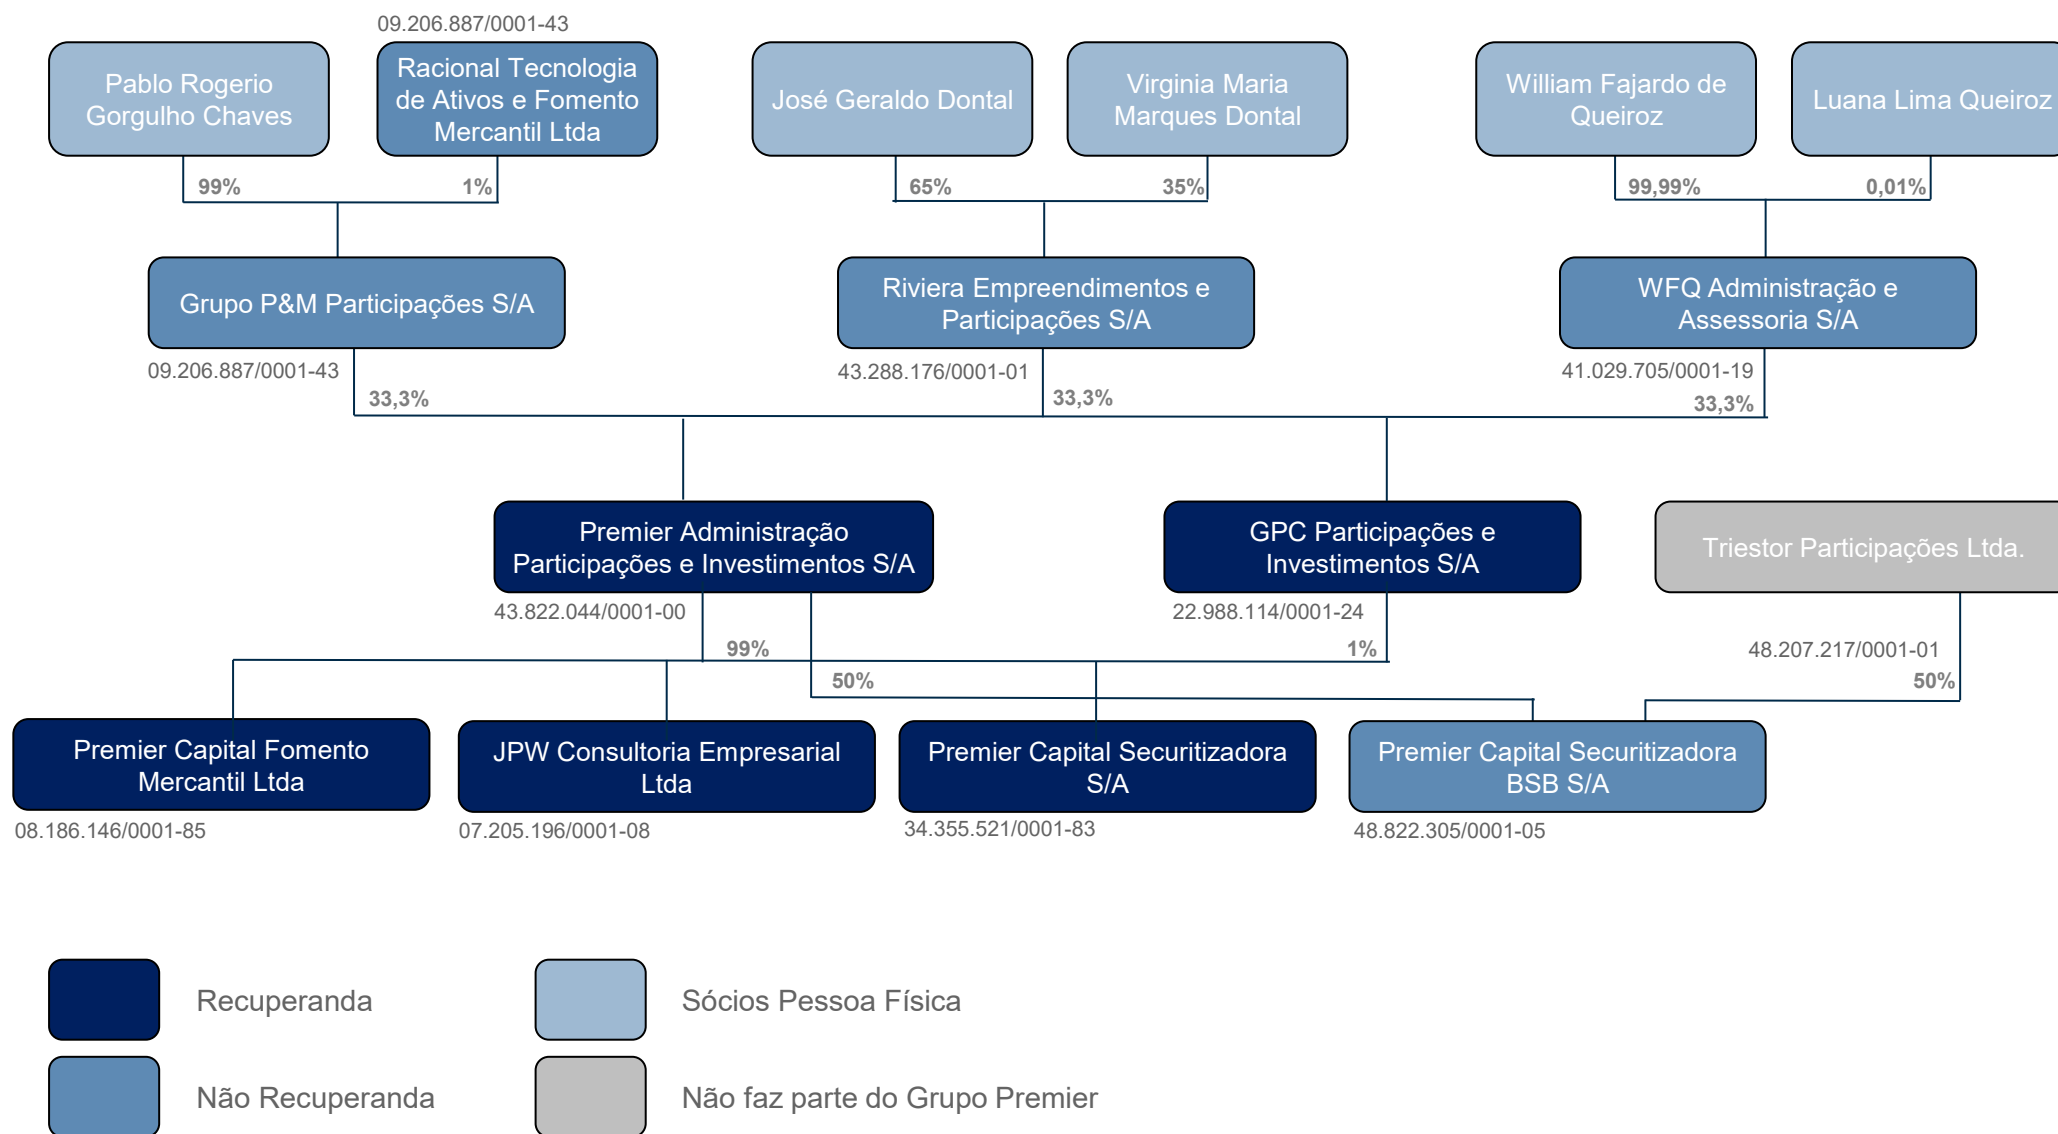 09.206.887/0001-43
Pablo Rogerio
Gorgulho Chaves
Racional Tecnologia
de Ativos e Fomento
Mercantil Ltda
José Geraldo Dontal
Virginia Maria
Marques Dontal
William Fajardo de
Queiroz
Luana Lima Queiroz
99%
1%
65%
35%
99,99%
0,01%
Grupo P&M Participações S/A
Riviera Empreendimentos e
Participações S/A
WFQ Administração e
Assessoria S/A
09.206.887/0001-43
43.288.176/0001-01
41.029.705/0001-19
33,3%
33,3%
33,3%
Premier Administração
Participações e Investimentos S/A
GPC Participações e
Investimentos S/A
Triestor Participações Ltda.
43.822.044/0001-00
22.988.114/0001-24
48.207.217/0001-01
99%
1%
50%
50%
Premier Capital Fomento
Mercantil Ltda
JPW Consultoria Empresarial
Ltda
Premier Capital Securitizadora
S/A
Premier Capital Securitizadora
BSB S/A
08.186.146/0001-85
07.205.196/0001-08
34.355.521/0001-83
48.822.305/0001-05
Recuperanda
Sócios Pessoa Física
Não Recuperanda
Não faz parte do Grupo Premier